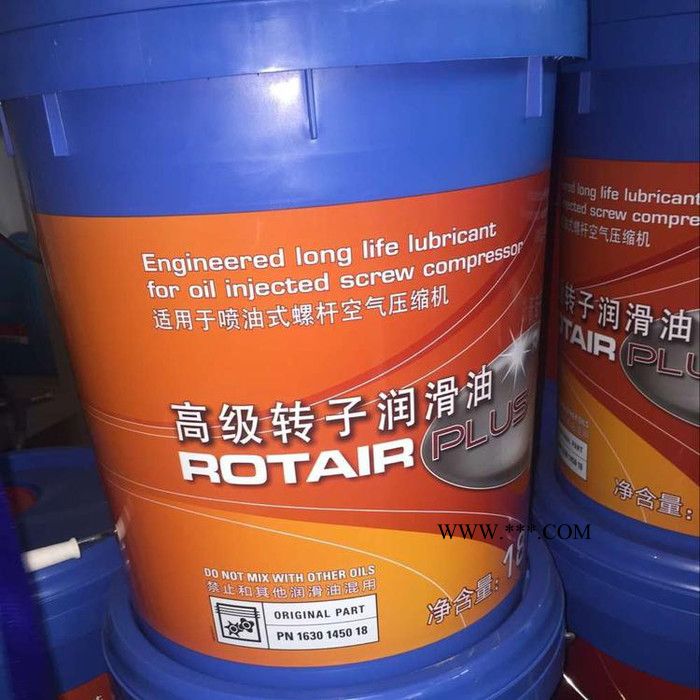 Engineered long life lubricant
for oil injected screw compressor
适用于喷油式螺杆空气压缩机
高级转子润滑油
ROTAIR PLUS
WWW.***.COM
DO NOT MIX WITH OTHER OILS
禁止和其他润滑油混用
ORIGINAL PART
PN 1630 1450 18
净含量:
long life lubricant
injected screw compre
螺杆空气压缩机
转子润滑油
TAIR PLU
PART
净含量: